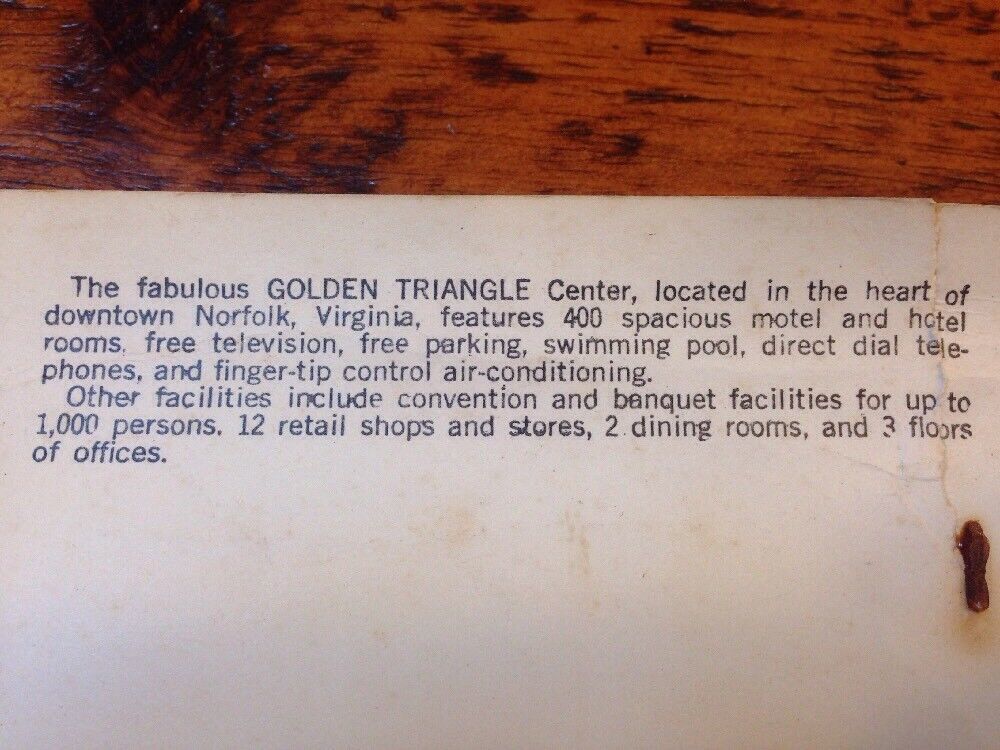 The fabulous GOLDEN TRIANGLE Center, located in the heart of
downtown Norfolk, Virginia, features 400 spacious motel and hotel
rooms, free television, free parking, swimming pool, direct dial tele-
phones, and finger-tip control air-conditioning.
Other facilities include convention and banquet facilities for up to
1,000 persons. 12 retail shops and stores, 2 dining rooms, and 3 floors
of offices.